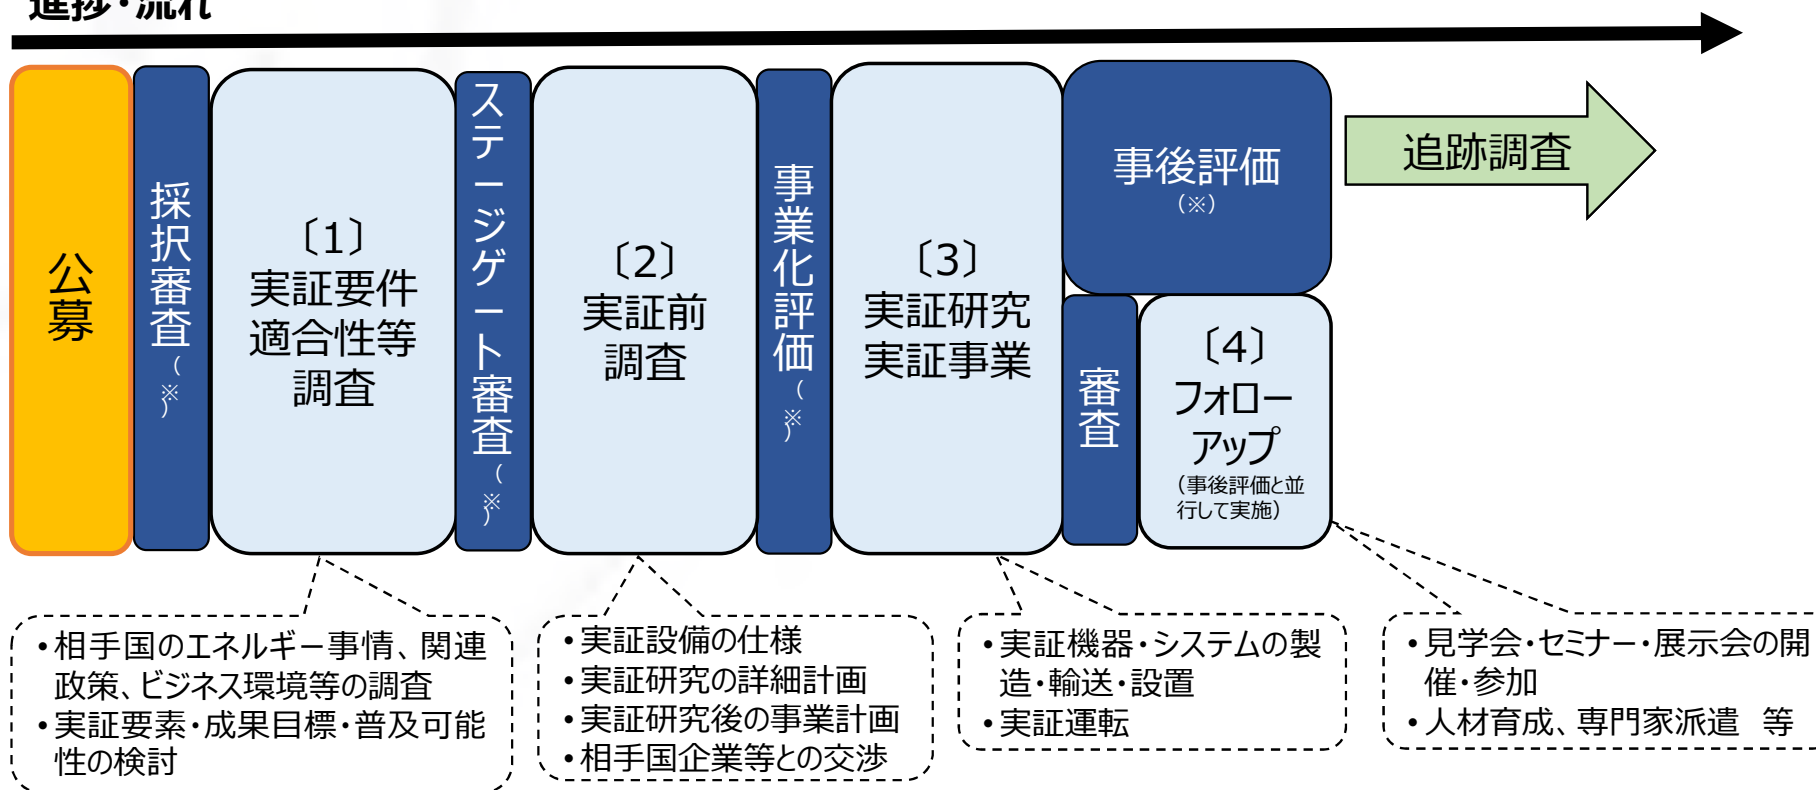 進捗・流れ
公募
採択審査(※)
〔1〕
実証要件
適合性等
調査
ステージゲート審査(※)
〔2〕
実証前
調査
事業化評価(※)
〔3〕
実証研究
実証事業
事後評価
(※)
審査
〔4〕
フォロー
アップ
(事後評価と並
行して実施)
追跡調査
•相手国のエネルギー事情、関連
政策、ビジネス環境等の調査
•実証要素・成果目標・普及可能
性の検討
•実証設備の仕様
•実証研究の詳細計画
•実証研究後の事業計画
•相手国企業等との交渉
•実証機器・システムの製
造・輸送・設置
•実証運転
•見学会・セミナー・展示会の開
催・参加
•人材育成、専門家派遣　等